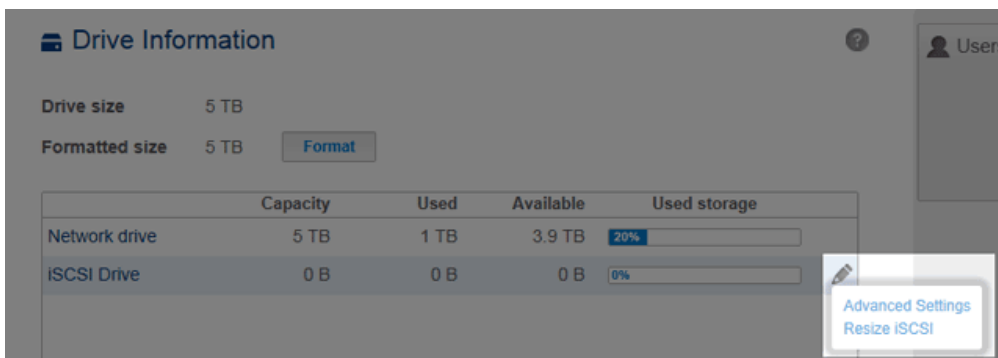 Drive Information
User
Drive size 5 TB
Formatted size 5 TB Format
Capacity Used Available Used storage
Network drive 5 TB 1 TB 3.9 TB 20%
iSCSI Drive 0 B 0 B 0 B 0%
Advanced Settings
Resize iSCSI